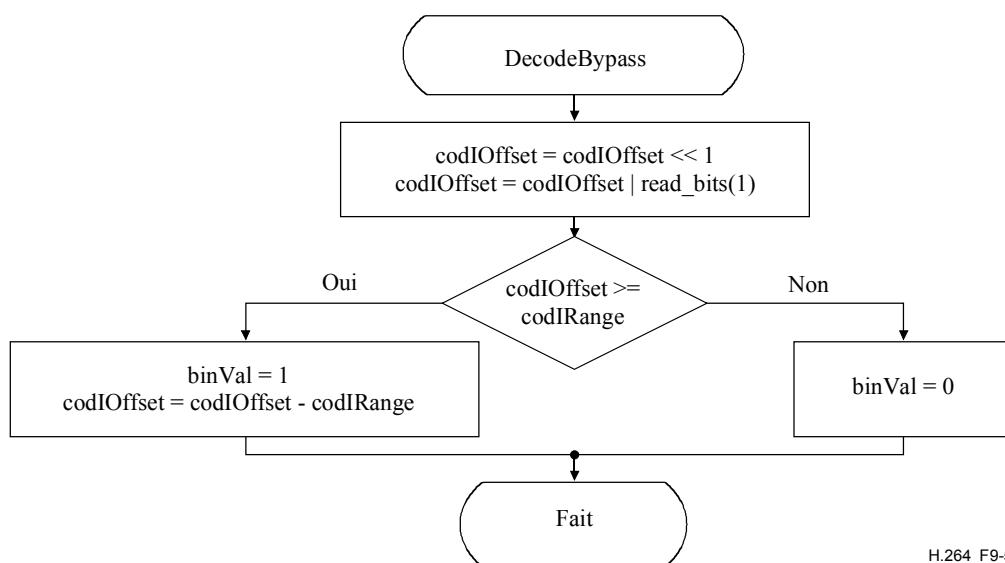 DecodeBypass
codIOffset = codIOffset << 1
codIOffset = codIOffset | read_bits(1)
Oui
codIOffset >=
codIRange
Non
binVal = 1
codIOffset = codIOffset - codIRange
binVal = 0
Fait
H.264_F9-